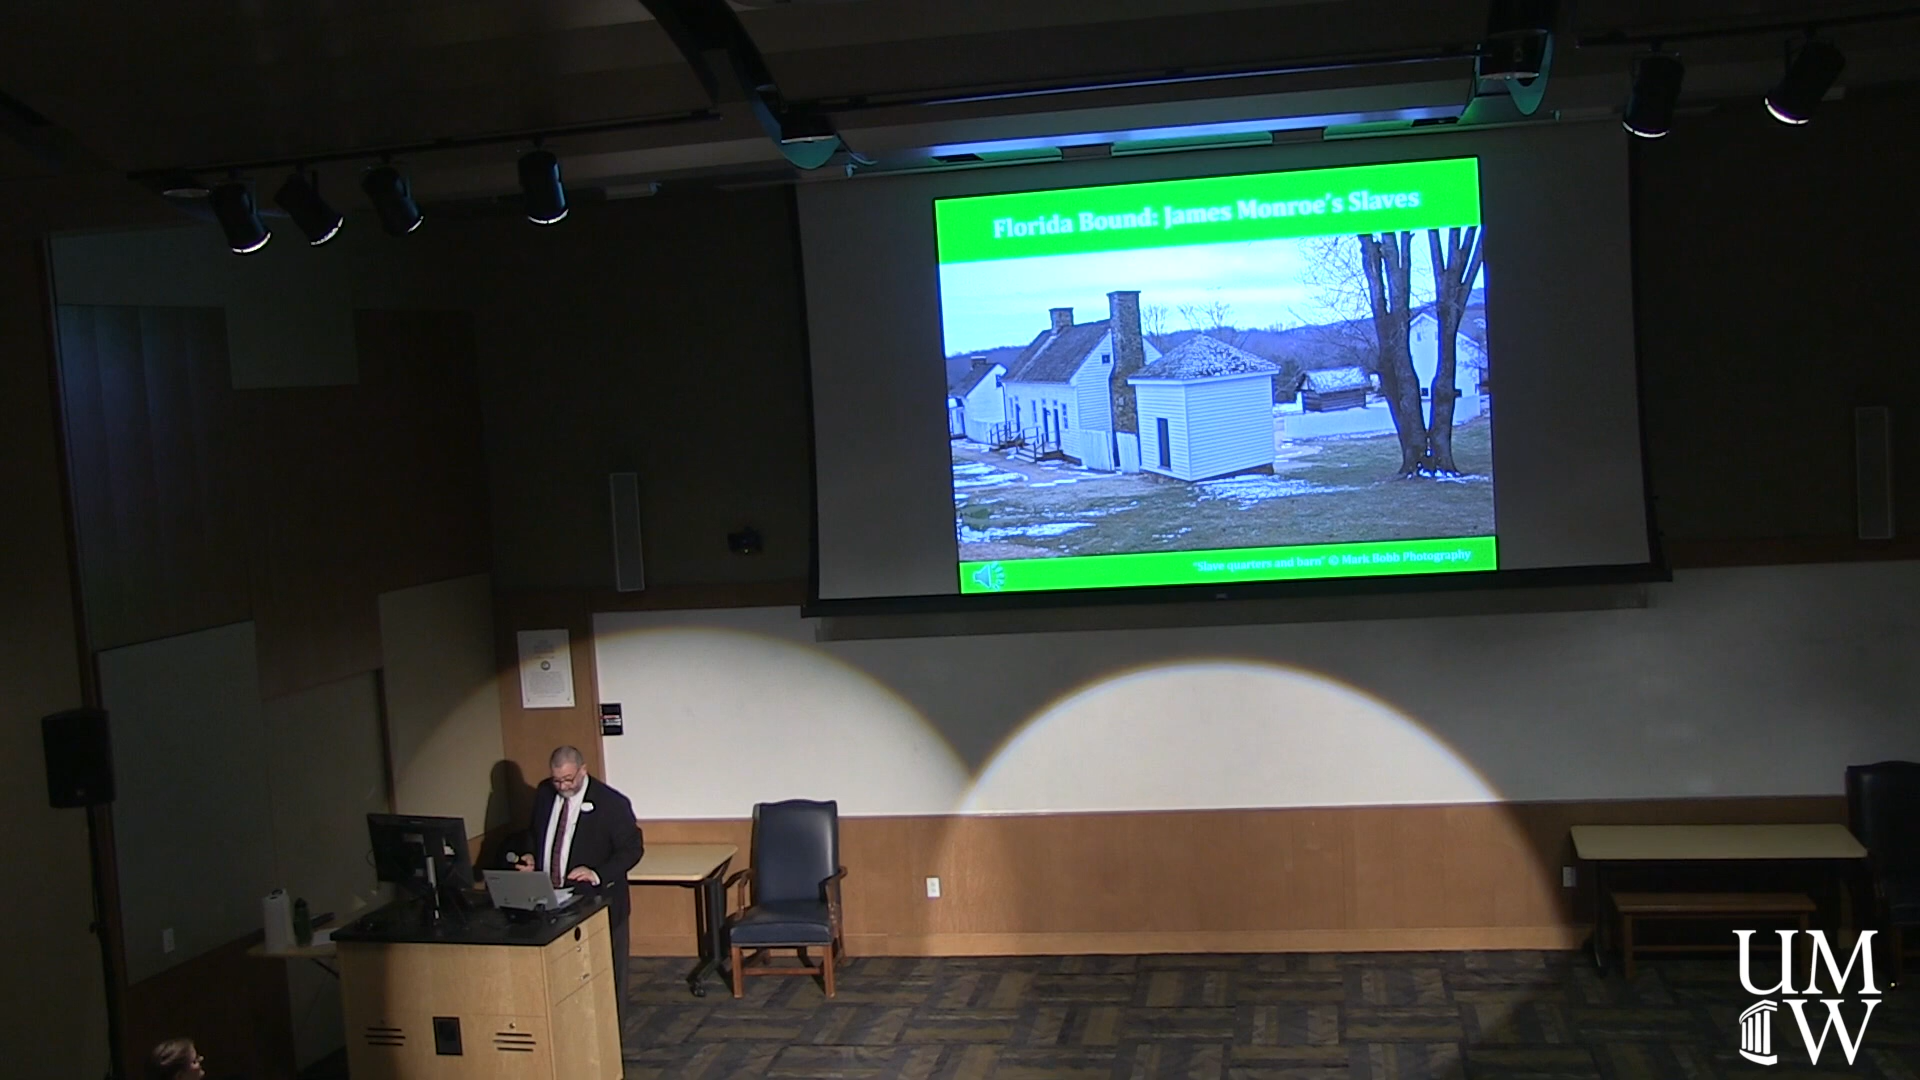 Florida Bound: James Monroe's Slaves
"Slave quarters and barn" © Mark Bobb Photography
UM
W